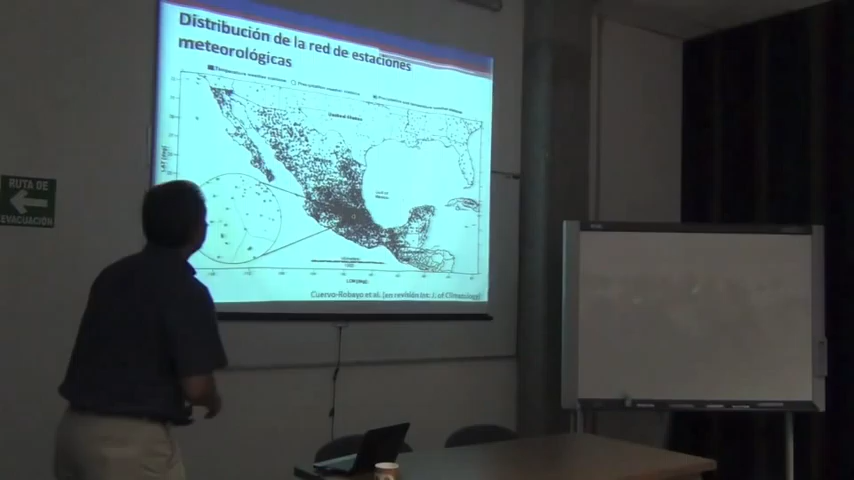 Distribución de la red de estaciones
meteorológicas
United States
Gulf of
Mexico
RUTA DE
EVACUACIÓN
Cuervo-Robayo et al. (en revisión Int. J. of Climatology)